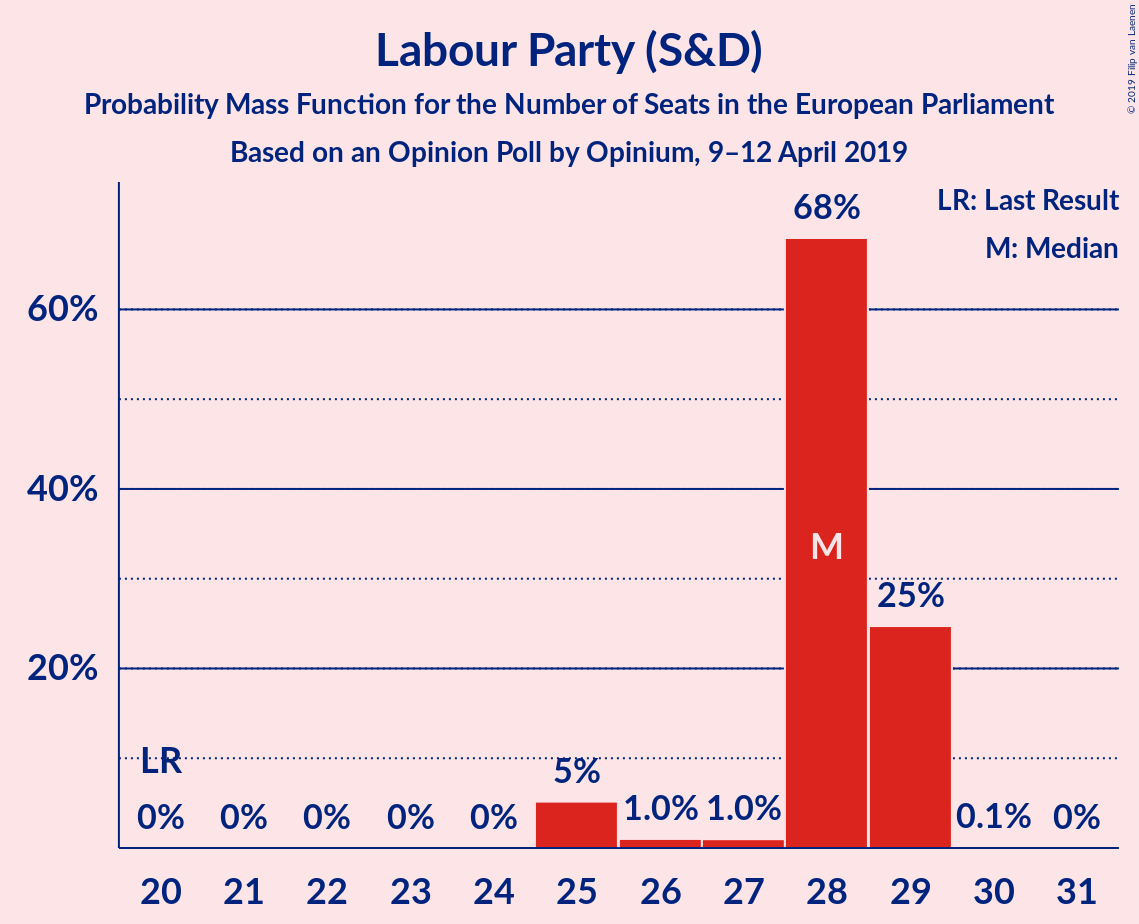 Labour Party (S&D)
Probability Mass Function for the Number of Seats in the European Parliament
Based on an Opinion Poll by Opinium, 9–12 April 2019
© 2019 Filip van Laenen
LR: Last Result
M: Median
68%
60%
40%
M
25%
20%
LR
5%
0% 0% 0% 0% 0% 1.0% 1.0% 0.1% 0%
20 21 22 23 24 25 26 27 28 29 30 31